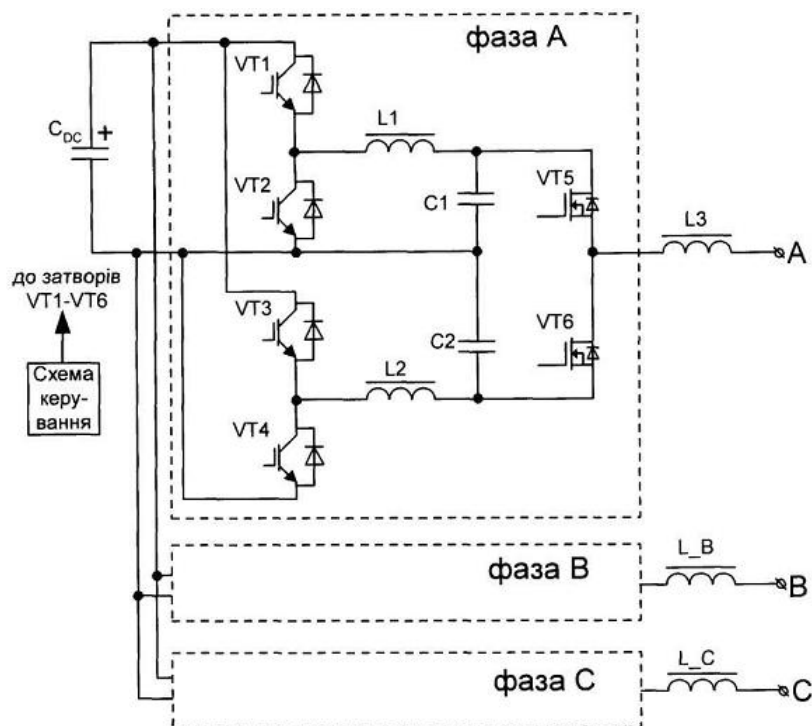 фаза A
VT1
C_DC
+
L1
VT5
VT2
C1
L3
A
до затворів
VT1-VT6
VT3
VT6
C2
L2
Схема
керу-
вання
VT4
L_B
фаза B
B
L_C
фаза C
C